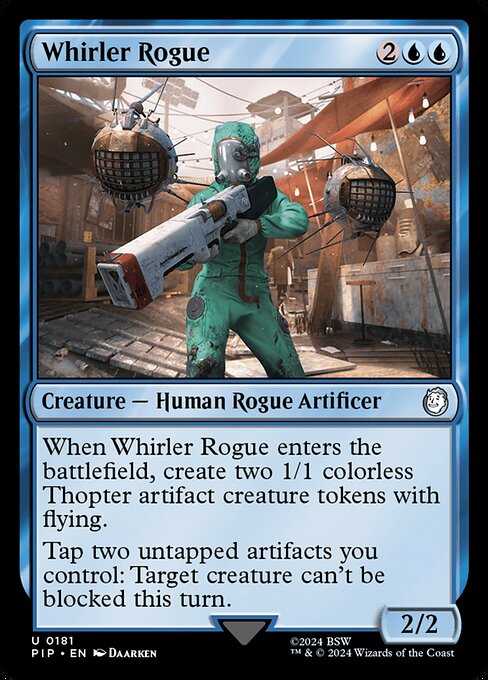 Whirler Rogue 2
Creature — Human Rogue Artificer
When Whirler Rogue enters the
battlefield, create two 1/1 colorless
Thopter artifact creature tokens with
flying.
Tap two untapped artifacts you
control: Target creature can't be
blocked this turn.
2/2
U 0181
PIP • EN DAARKEN
©2024 BSW
™ & © 2024 Wizards of the Coast